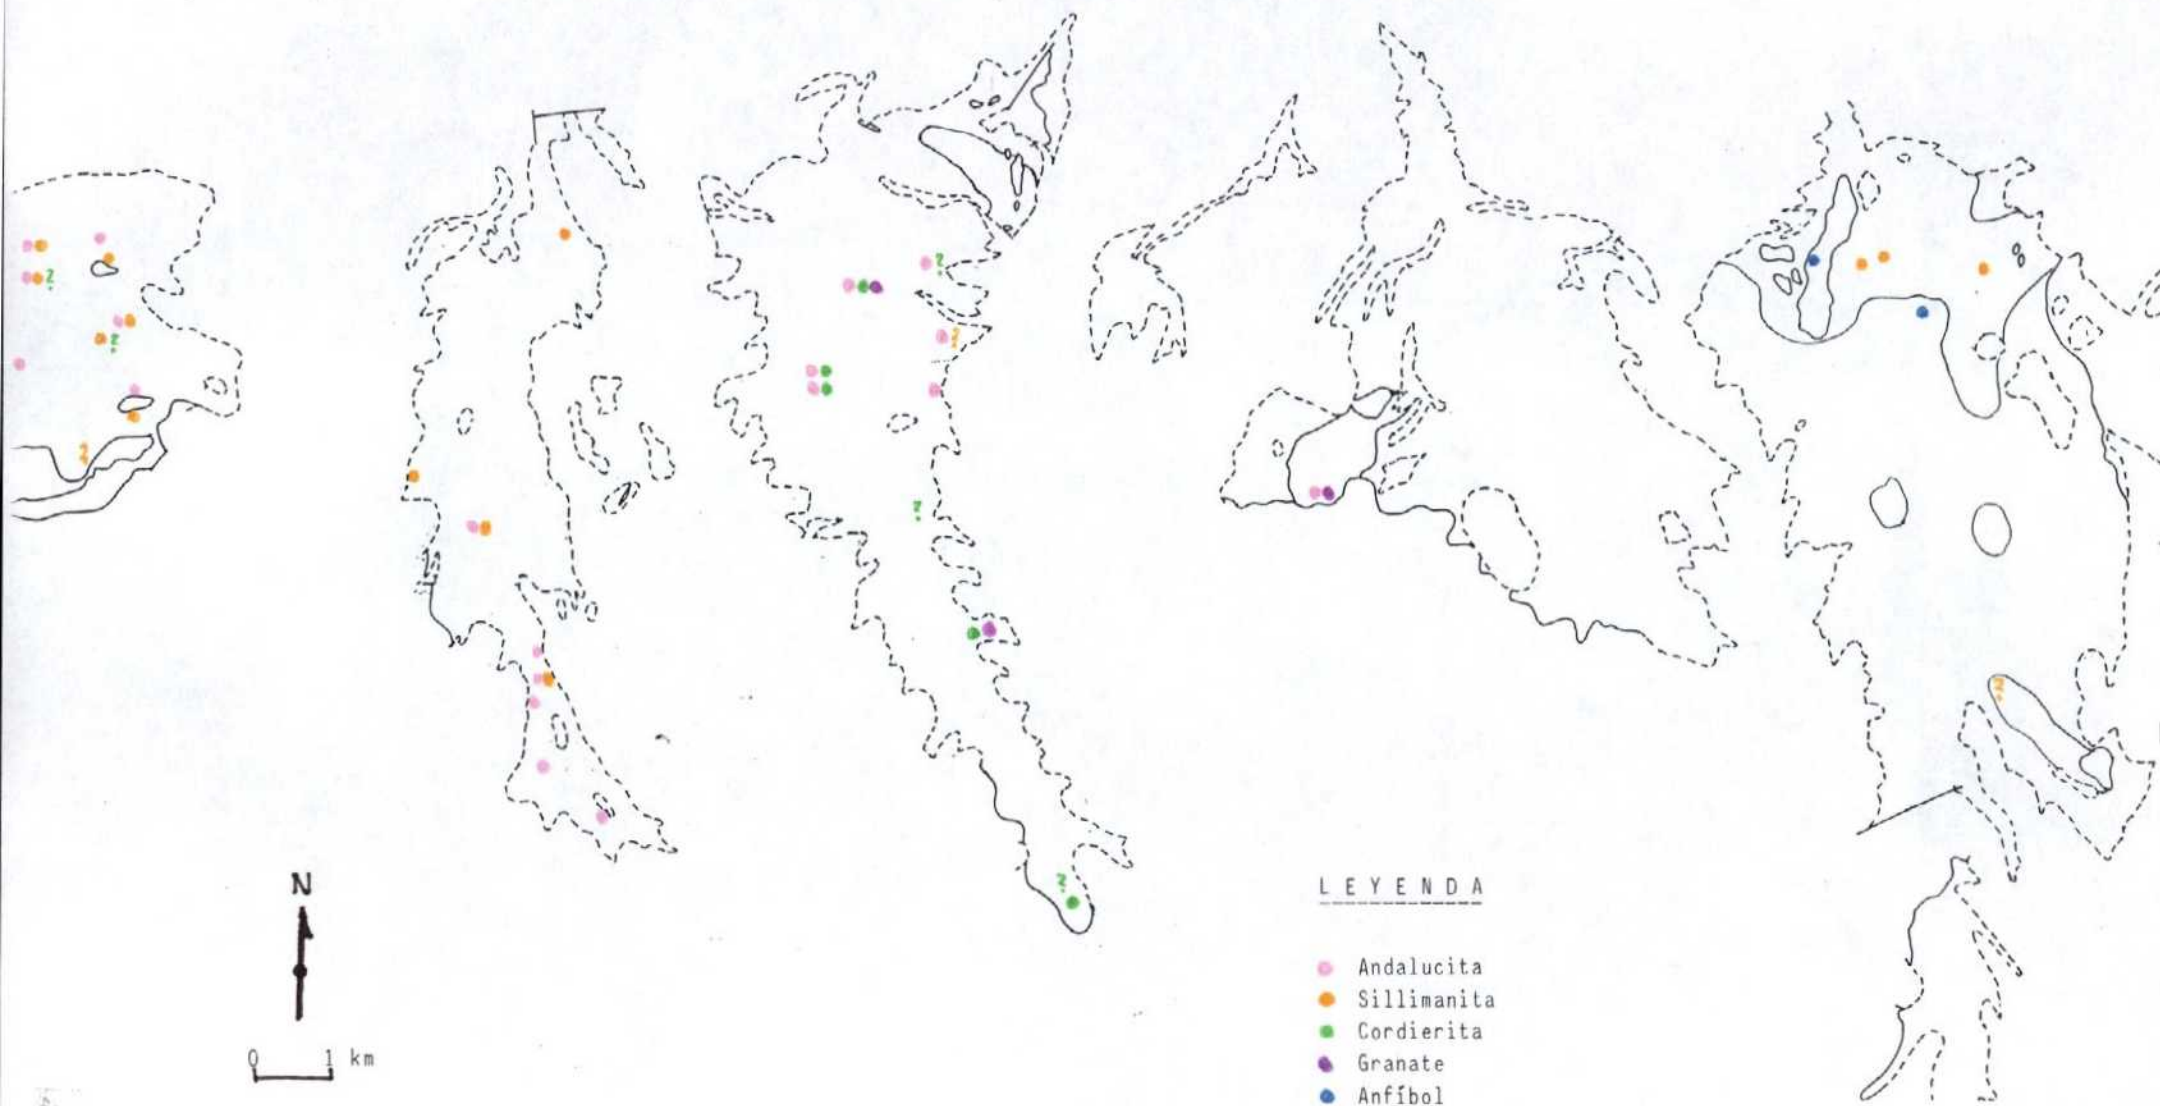 ?
?
?
?
?
?
?
?
?
N
0 1 km
LEYENDA
Andalucita
Sillimanita
Cordierita
Granate
Anfíbol